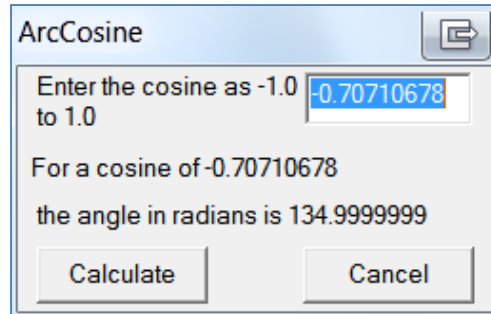 ArcCosine
Enter the cosine as -1.0 -0.70710678
to 1.0
For a cosine of -0.70710678
the angle in radians is 134.9999999
Calculate Cancel